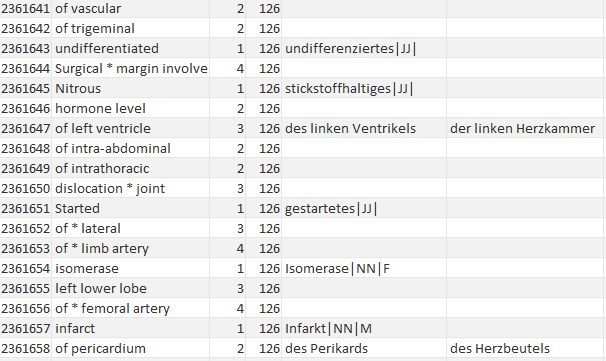 2361641 of vascular 2 126
2361642 of trigeminal 2 126
2361643 undifferentiated 1 126 undifferenziertes|JJ|
2361644 Surgical * margin involve 4 126
2361645 Nitrous 1 126 stickstoffhaltiges|JJ|
2361646 hormone level 2 126
2361647 of left ventricle 3 126 des linken Ventrikels der linken Herzkammer
2361648 of intra-abdominal 2 126
2361649 of intrathoracic 2 126
2361650 dislocation * joint 3 126
2361651 Started 1 126 gestartetes|JJ|
2361652 of * lateral 3 126
2361653 of * limb artery 4 126
2361654 isomerase 1 126 Isomerase|NN|F
2361655 left lower lobe 3 126
2361656 of * femoral artery 4 126
2361657 infarct 1 126 Infarkt|NN|M
2361658 of pericardium 2 126 des Perikards des Herzbeutels